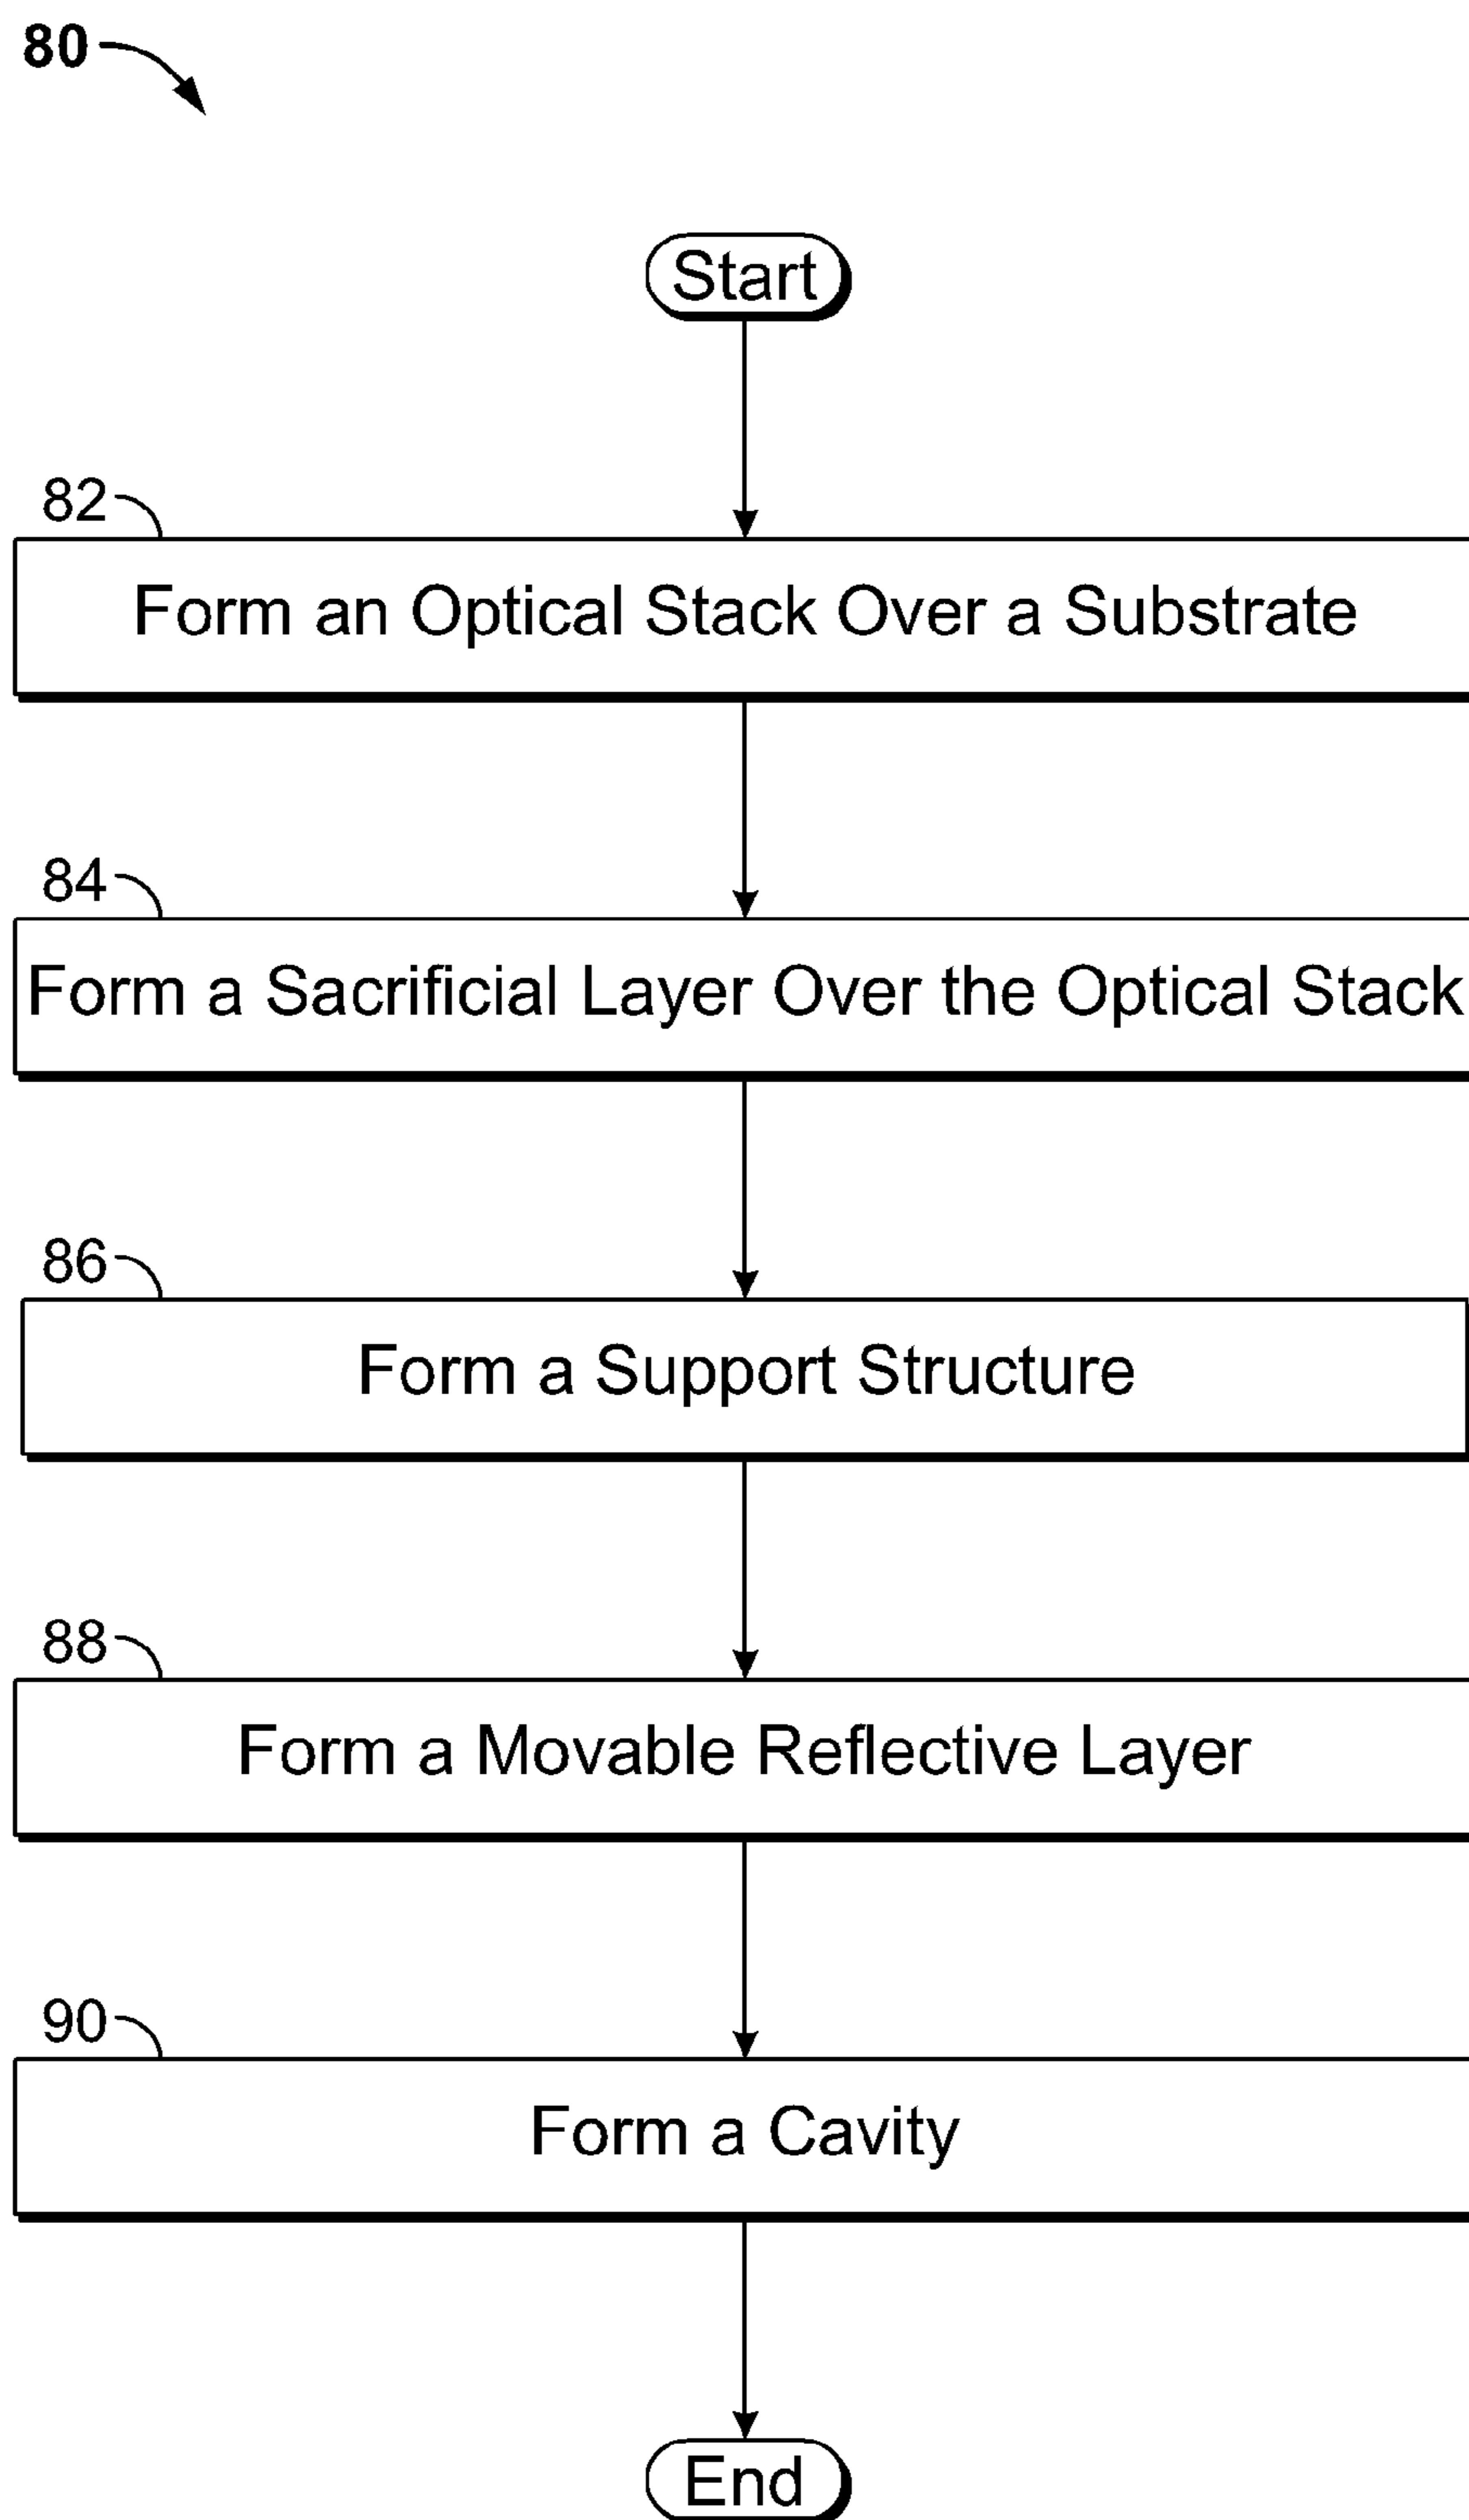 80
Start
82
Form an Optical Stack Over a Substrate
84
Form a Sacrificial Layer Over the Optical Stack
86
Form a Support Structure
88
Form a Movable Reflective Layer
90
Form a Cavity
End